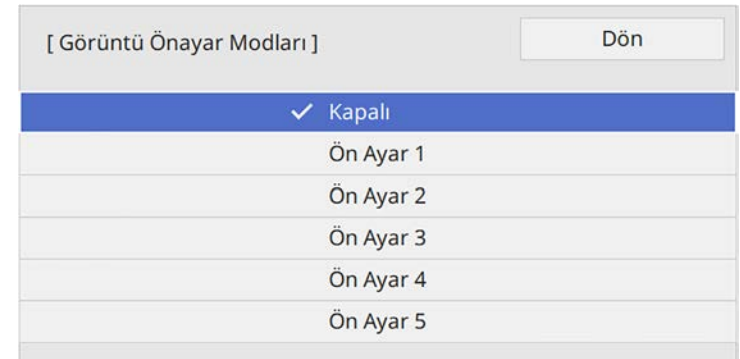 [ Görüntü Önayar Modları ]
Dön
✓ Kapalı
Ön Ayar 1
Ön Ayar 2
Ön Ayar 3
Ön Ayar 4
Ön Ayar 5